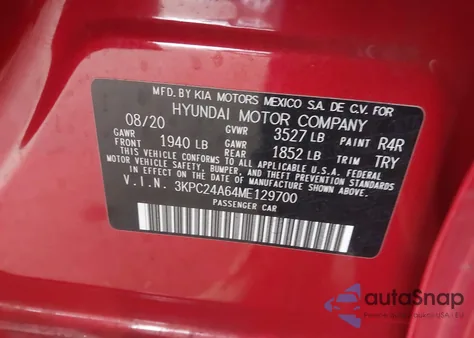 MFD. BY KIA MOTORS MEXICO S.A. DE C.V. FOR
HYUNDAI MOTOR COMPANY
08/20 GVWR 3527 LB PAINT R4R
GAWR FRONT 1940 LB GAWR REAR 1852 LB TRIM TRY
THIS VEHICLE CONFORMS TO ALL APPLICABLE U.S.A. FEDERAL
MOTOR VEHICLE SAFETY, BUMPER, AND THEFT PREVENTION
STANDARDS IN EFFECT ON THE DATE OF MANUFACTURE SHOWN ABOVE.
V.I.N. 3KPC24A64ME129700
PASSENGER CAR
autoSnap